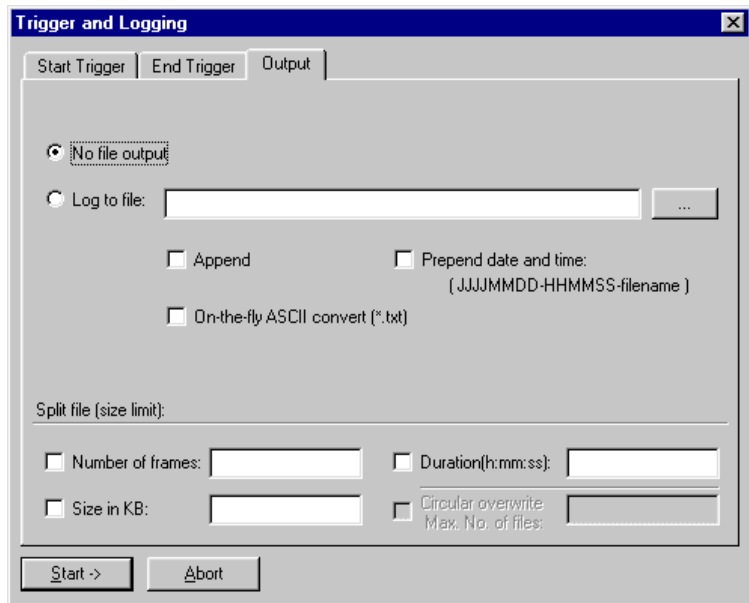 Trigger and Logging
Start Trigger End Trigger Output
No file output
Log to file: ...
Append Prepend date and time:
(JJJJMMDD-HHMMSS-filename )
On-the-fly ASCII convert (*.txt)
Split file (size limit):
Number of frames: Duration(h:mm:ss):
Size in KB: Circular overwrite
Max. No. of files:
Start -> Abort